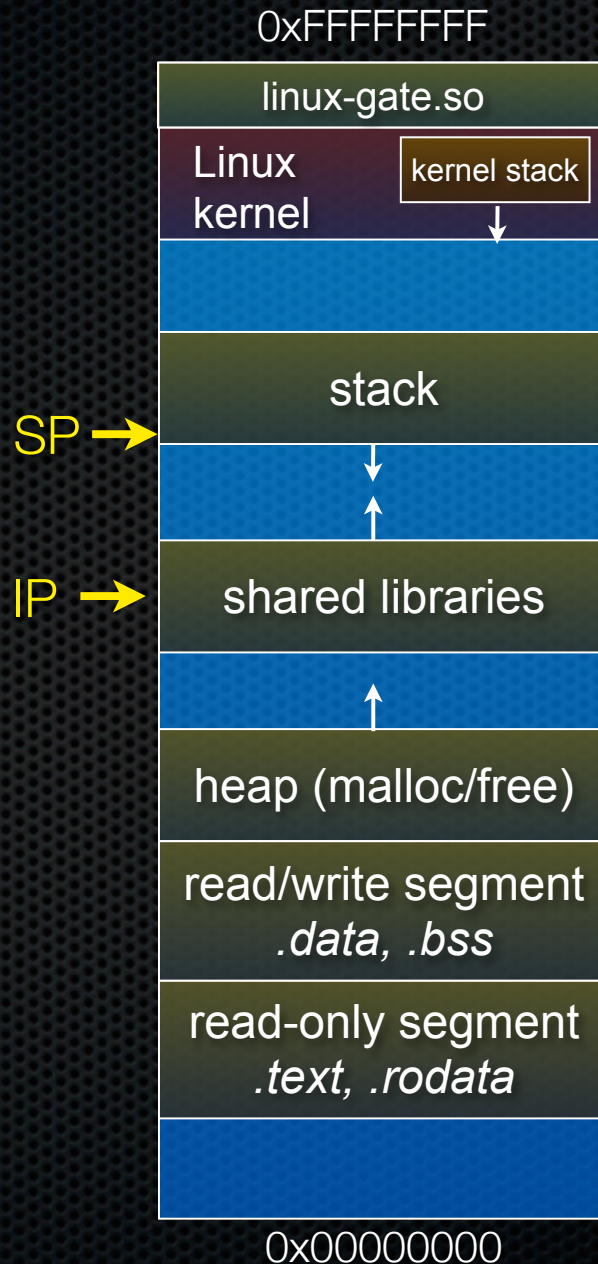 0xFFFFFFFF
linux-gate.so
Linux
kernel
kernel stack
stack
SP
IP
shared libraries
heap (malloc/free)
read/write segment
.data, .bss
read-only segment
.text, .rodata
0x00000000